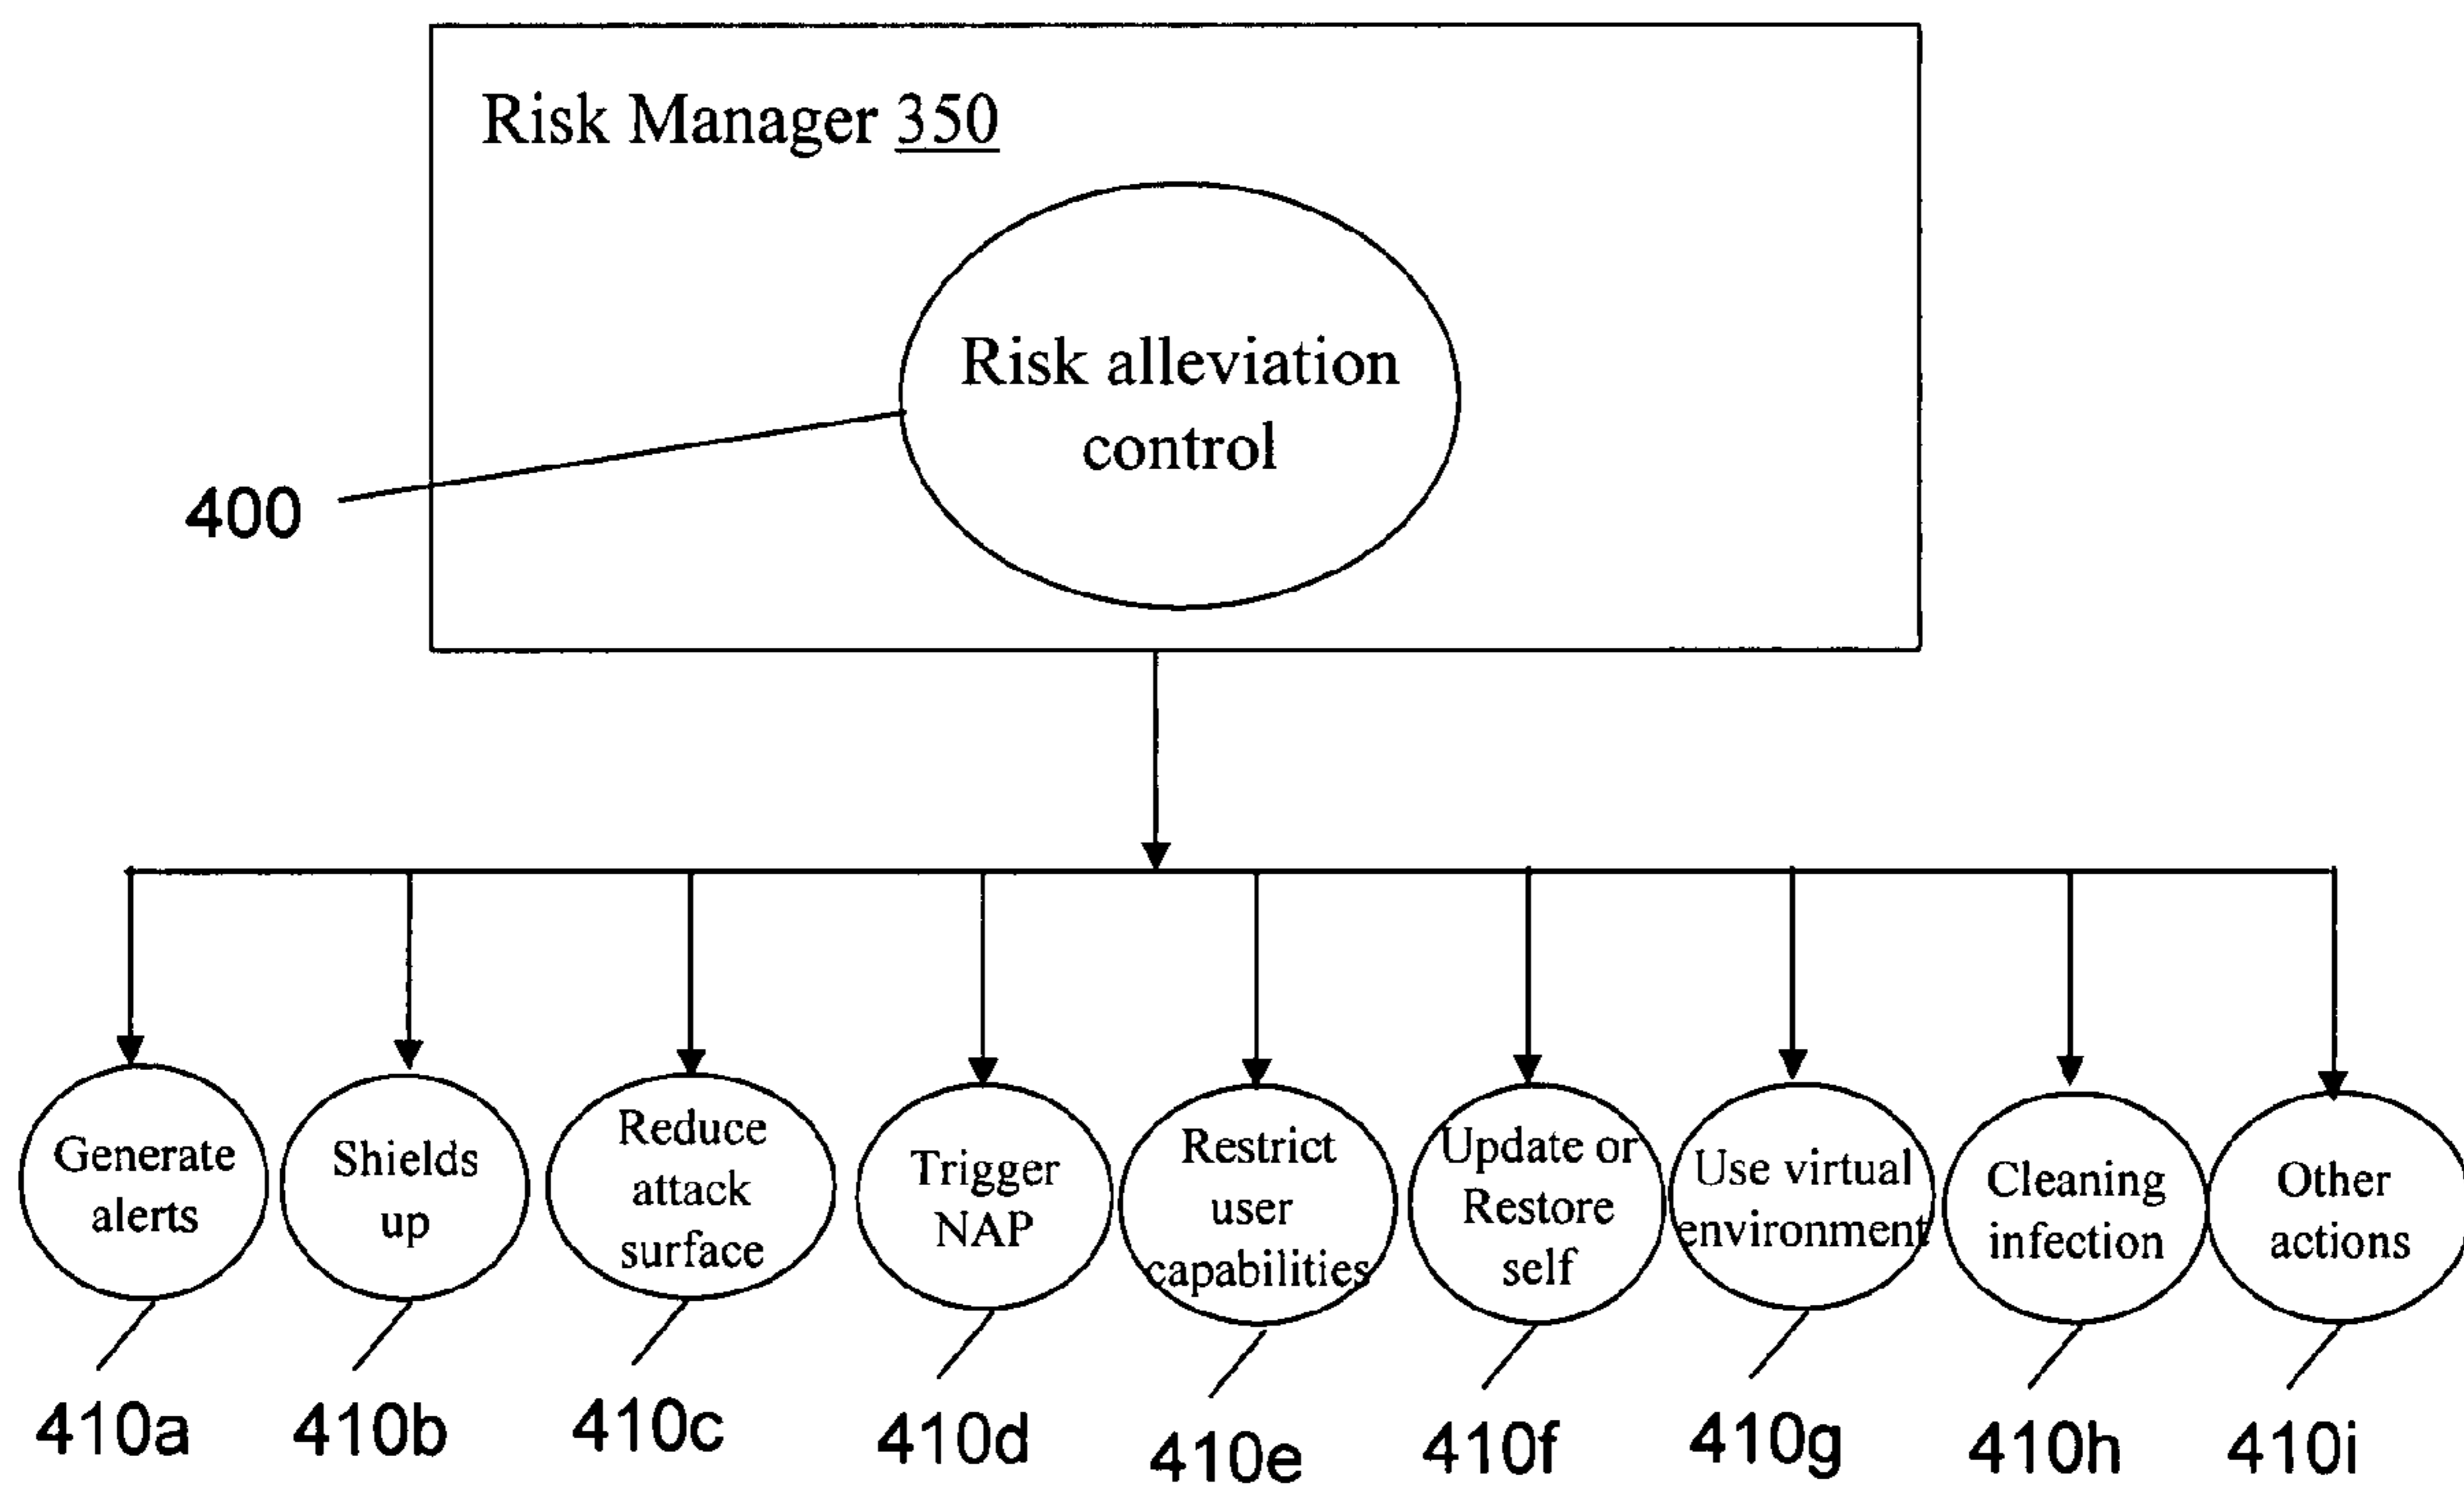 Risk Manager 350
Risk alleviation
control
400
Generate
alerts
Shields
up
Reduce
attack
surface
Trigger
NAP
Restrict
user
capabilities
Update or
Restore
self
Use virtual
environment
Cleaning
infection
Other
actions
410a
410b
410c
410d
410e
410f
410g
410h
410i